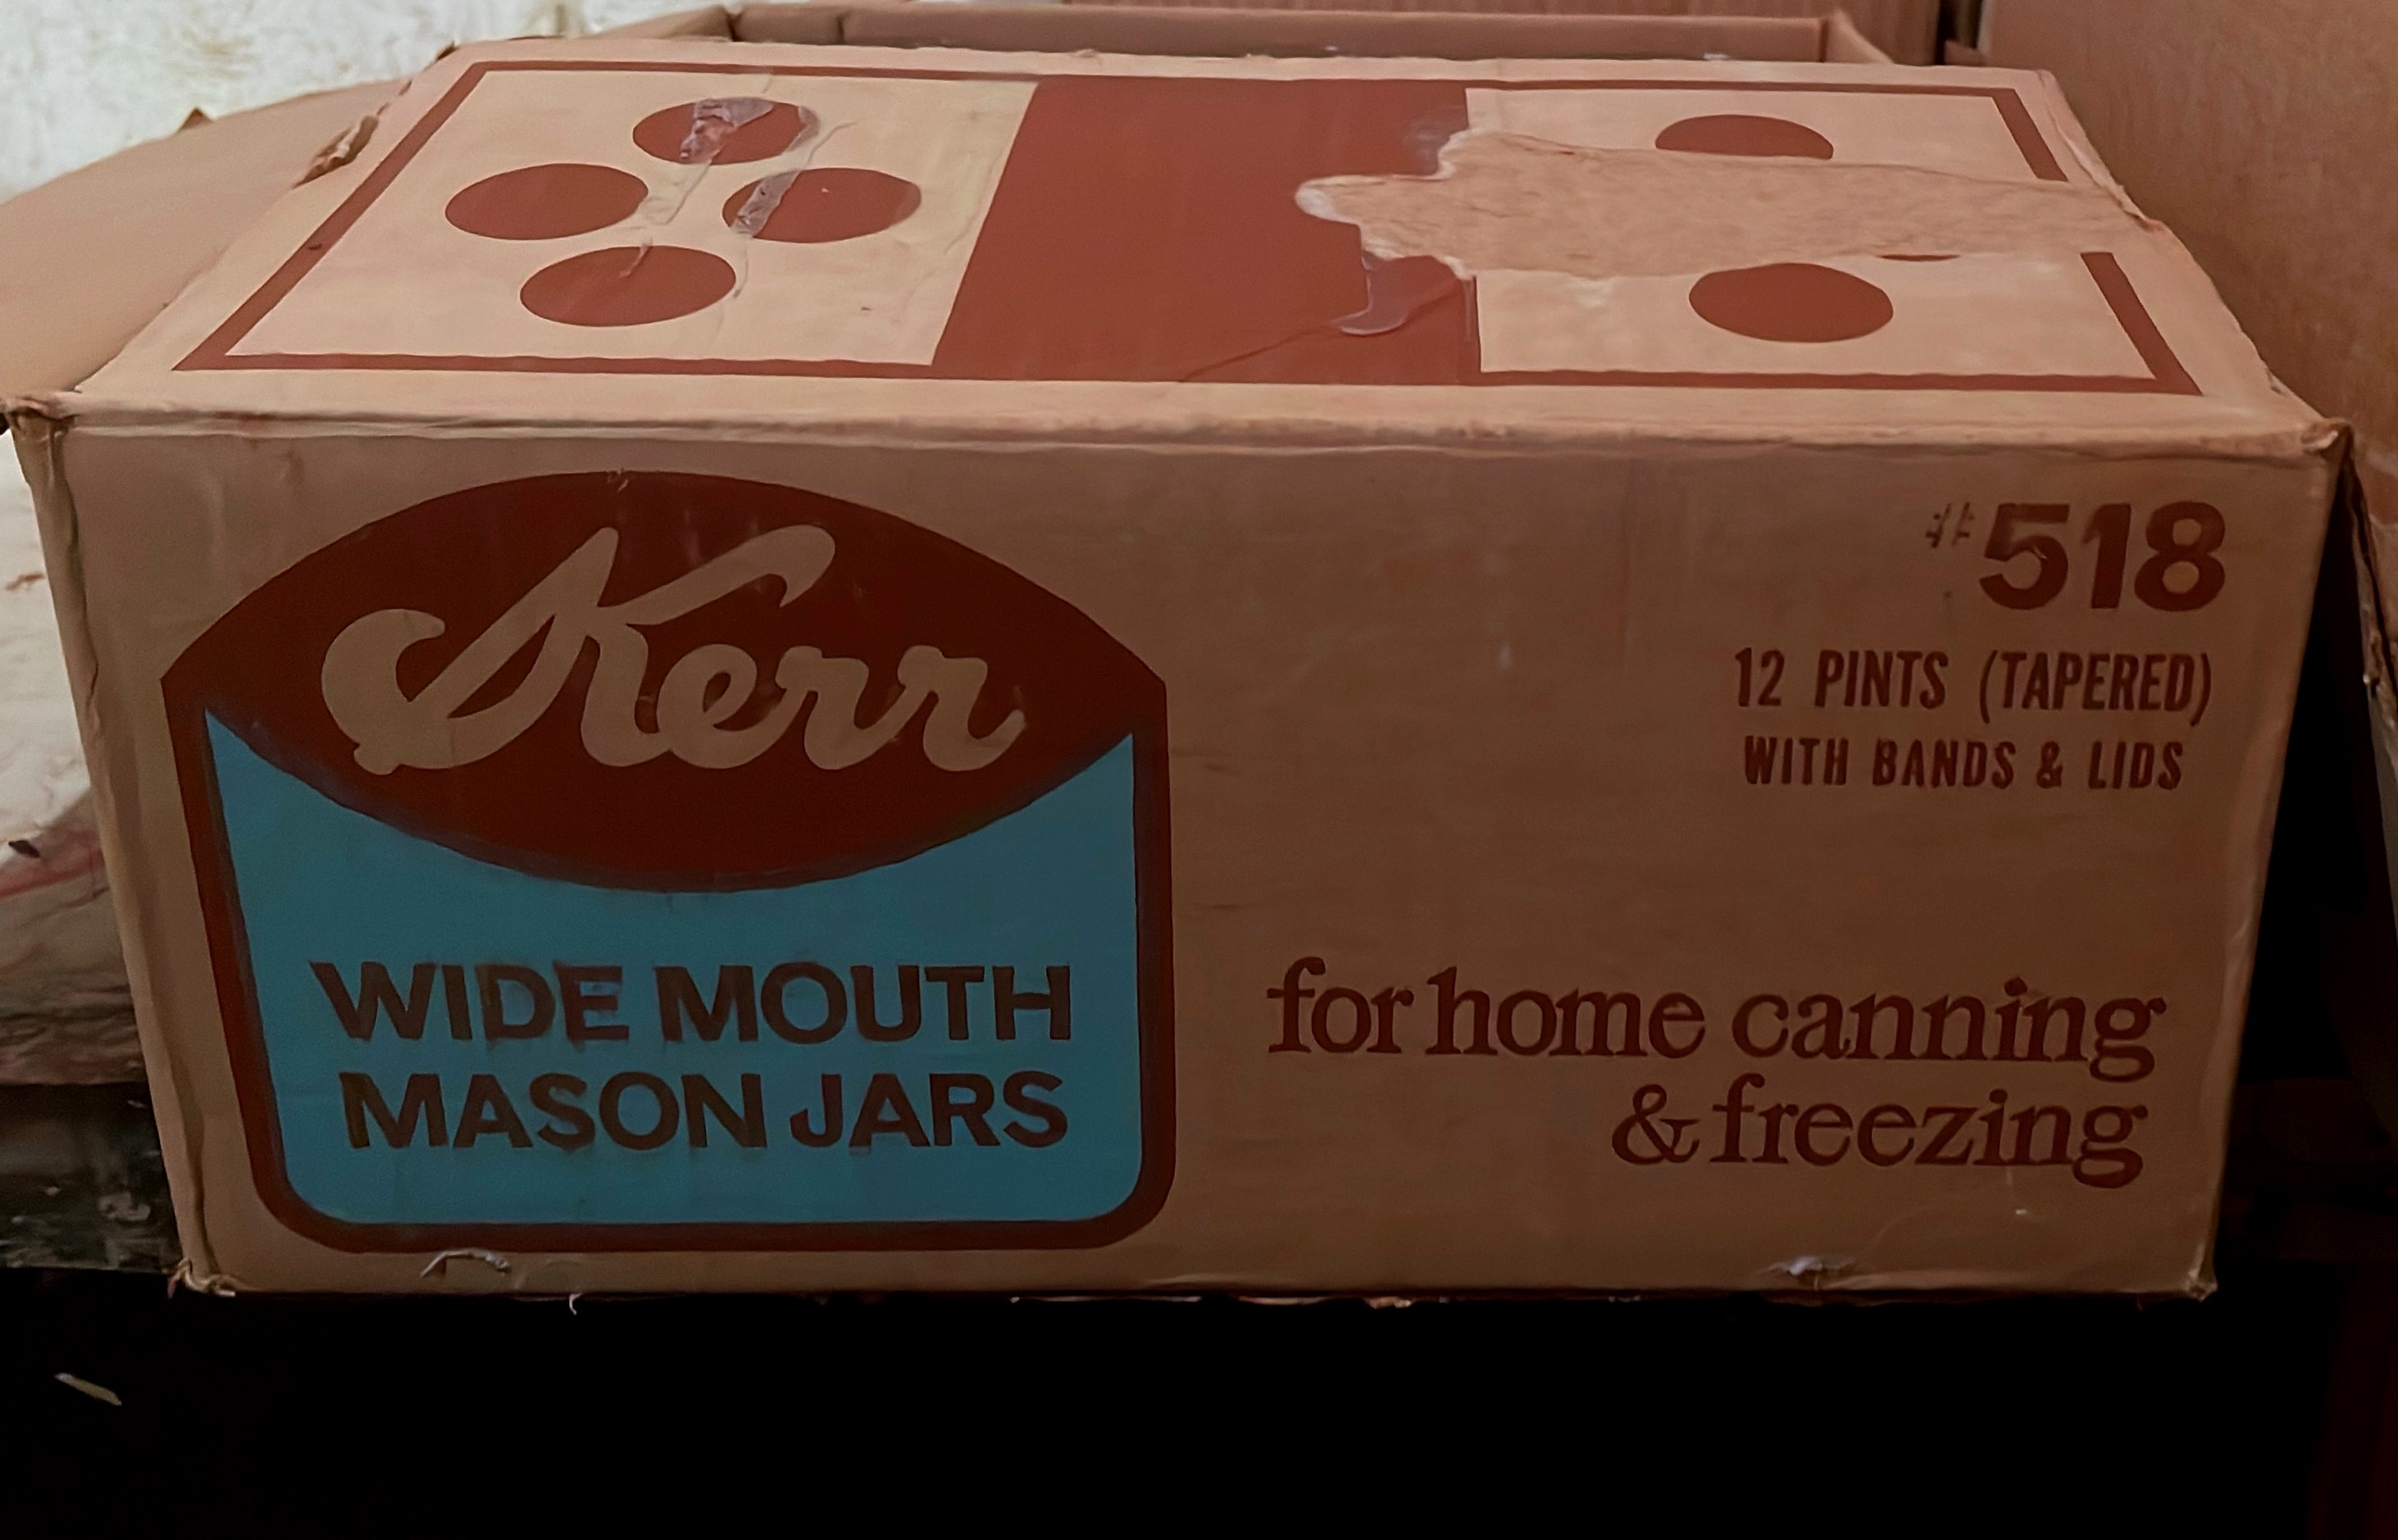 Kerr
WIDE MOUTH
MASON JARS
#518
12 PINTS (TAPERED)
WITH BANDS & LIDS
for home canning
& freezing